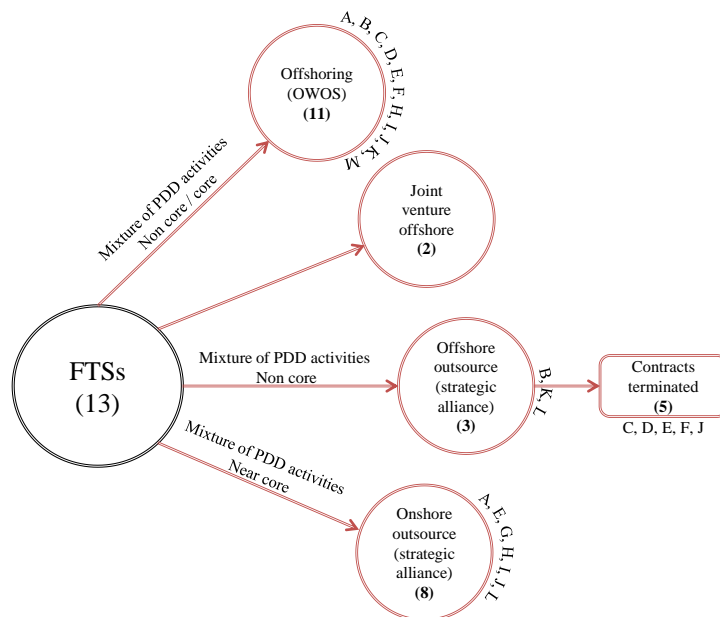 A, B, C, D, E, F, H, I, J, K, M
Offshoring
(OWOS)
(11)
Mixture of PDD activities
Non core / core
Joint
venture
offshore
(2)
FTSs
(13)
Mixture of PDD activities
Non core
Offshore
outsource
(strategic
alliance)
(3)
B, K, L
Contracts
terminated
(5)
C, D, E, F, J
Mixture of PDD activities
Near core
Onshore
outsource
(strategic
alliance)
(8)
A, E, G, H, I, J, L